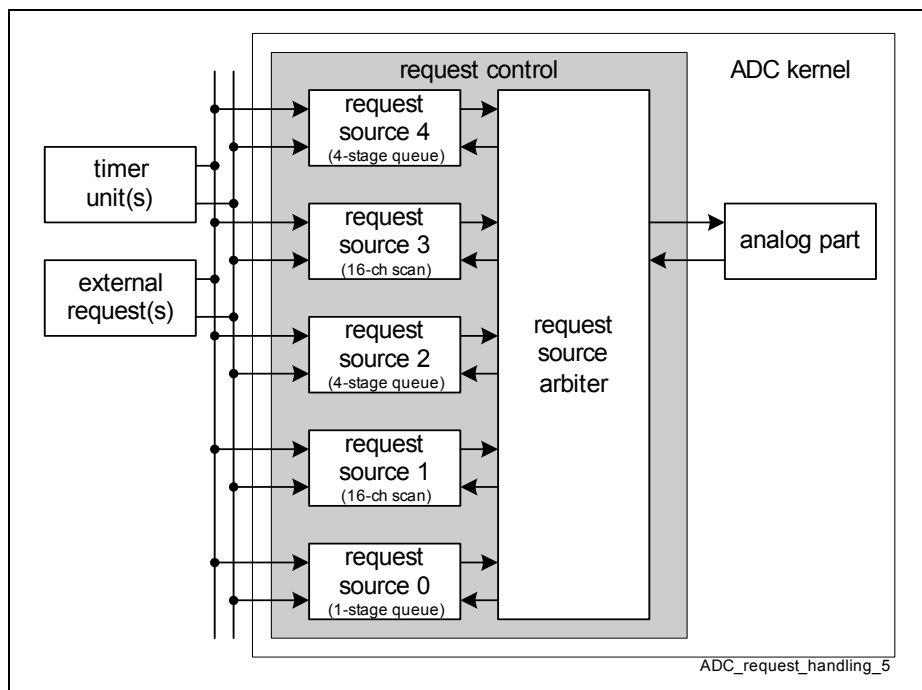 request control
ADC kernel
request
source 4
(4-stage queue)
timer
unit(s)
request
source 3
(16-ch scan)
analog part
external
request(s)
request
source 2
(4-stage queue)
request
source
arbiter
request
source 1
(16-ch scan)
request
source 0
(1-stage queue)
ADC_request_handling_5